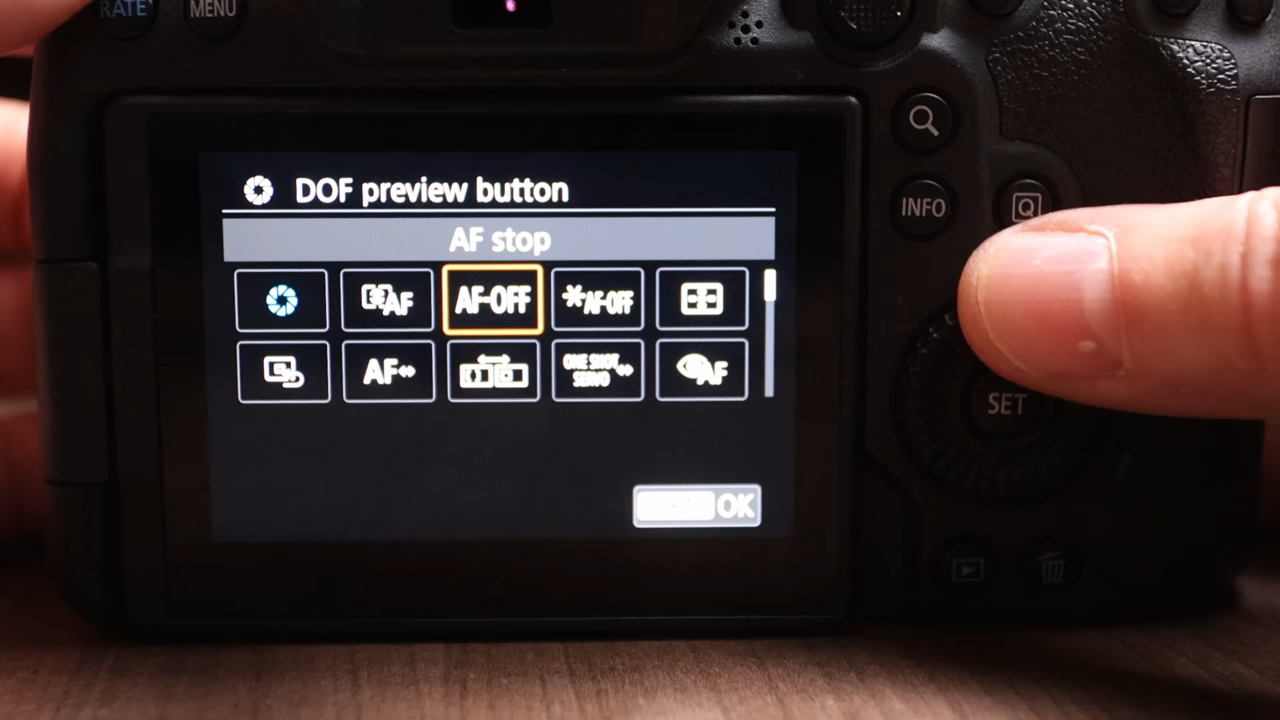 RATE MENU
DOF preview button
AF stop
AF AF-OFF *AF-OFF
AF ONE SHOT SERVO AF
OK
INFO Q
SET